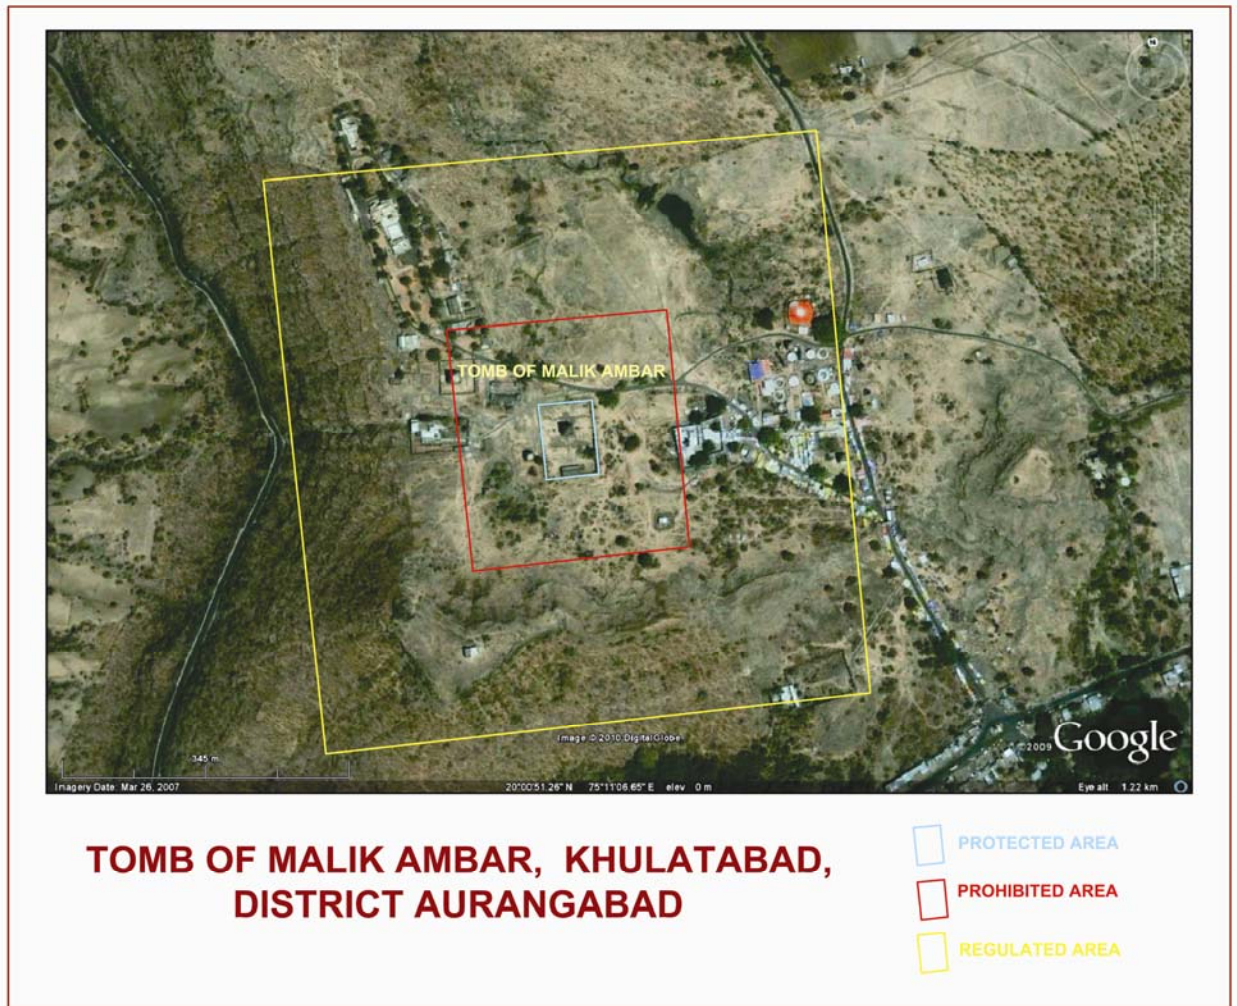 TOMB OF MALIK AMBAR
Image © 2010 DigitalGlobe
©2009 Google
345 m
Imagery Date: Mar 26, 2007 20°00'51.26" N 75°11'06.65" E elev 0 m Eye alt 1.22 km
TOMB OF MALIK AMBAR, KHULATABAD,
DISTRICT AURANGABAD
PROTECTED AREA
PROHIBITED AREA
REGULATED AREA